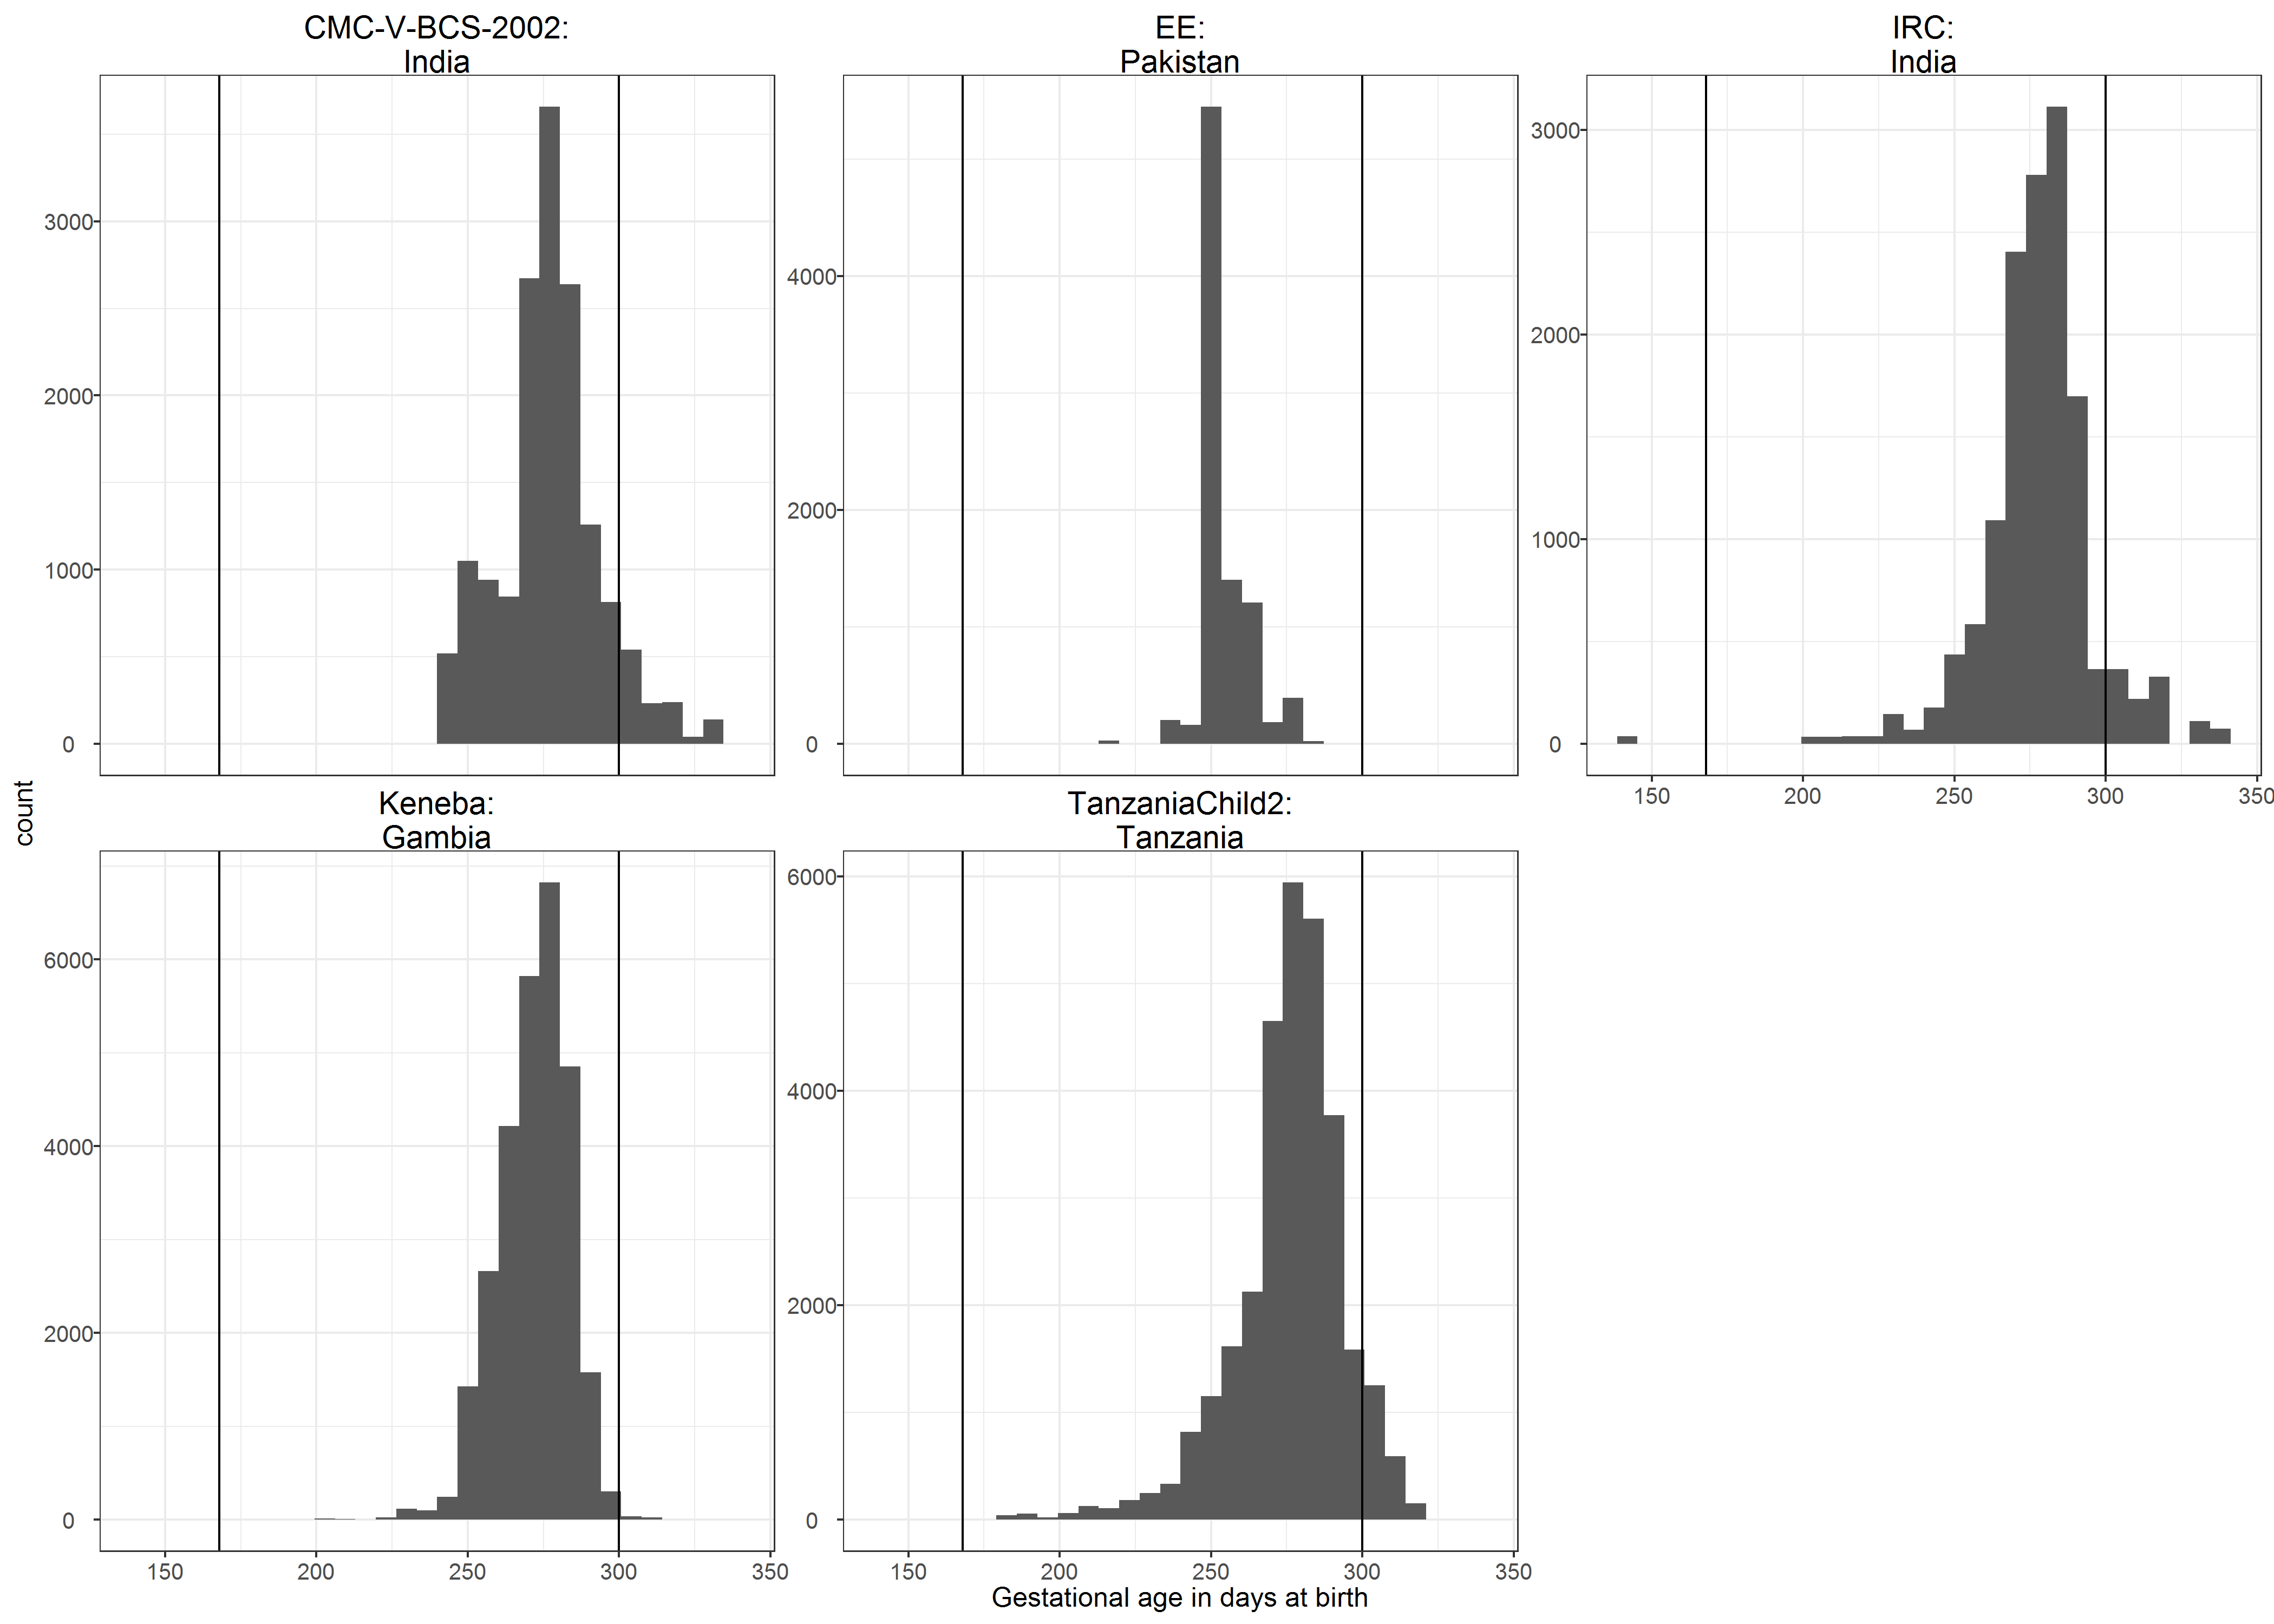 CMC-V-BCS-2002:
India
EE:
Pakistan
IRC:
India
3000
2000
1000
0
4000
2000
0
3000
2000
1000
0
150 200 250 300 350
count
Keneba:
Gambia
TanzaniaChild2:
Tanzania
6000
4000
2000
0
6000
4000
2000
0
150 200 250 300 350
150 200 250 300 350
Gestational age in days at birth